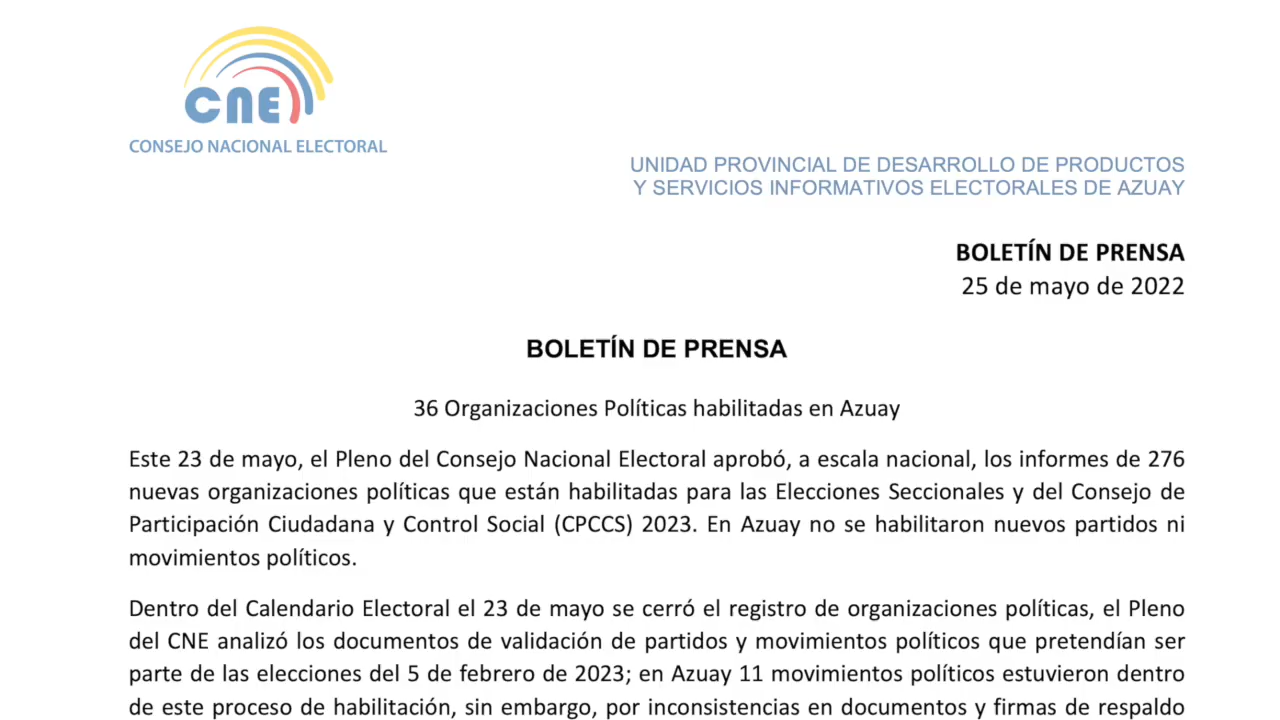 CNE
CONSEJO NACIONAL ELECTORAL
UNIDAD PROVINCIAL DE DESARROLLO DE PRODUCTOS
Y SERVICIOS INFORMATIVOS ELECTORALES DE AZUAY
BOLETÍN DE PRENSA
25 de mayo de 2022
BOLETÍN DE PRENSA
36 Organizaciones Políticas habilitadas en Azuay
Este 23 de mayo, el Pleno del Consejo Nacional Electoral aprobó, a escala nacional, los informes de 276
nuevas organizaciones políticas que están habilitadas para las Elecciones Seccionales y del Consejo de
Participación Ciudadana y Control Social (CPCCS) 2023. En Azuay no se habilitaron nuevos partidos ni
movimientos políticos.
Dentro del Calendario Electoral el 23 de mayo se cerró el registro de organizaciones políticas, el Pleno
del CNE analizó los documentos de validación de partidos y movimientos políticos que pretendían ser
parte de las elecciones del 5 de febrero de 2023; en Azuay 11 movimientos políticos estuvieron dentro
de este proceso de habilitación, sin embargo, por inconsistencias en documentos y firmas de respaldo